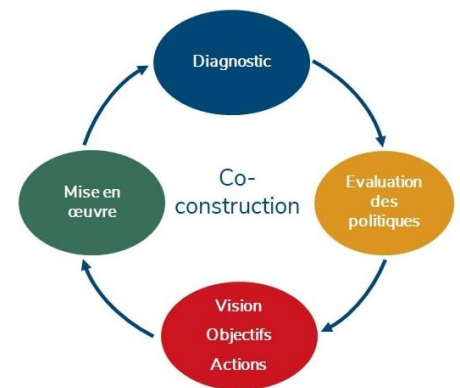 Diagnostic
Evaluation
des
politiques
Vision
Objectifs
Actions
Mise en
œuvre
Co-
construction